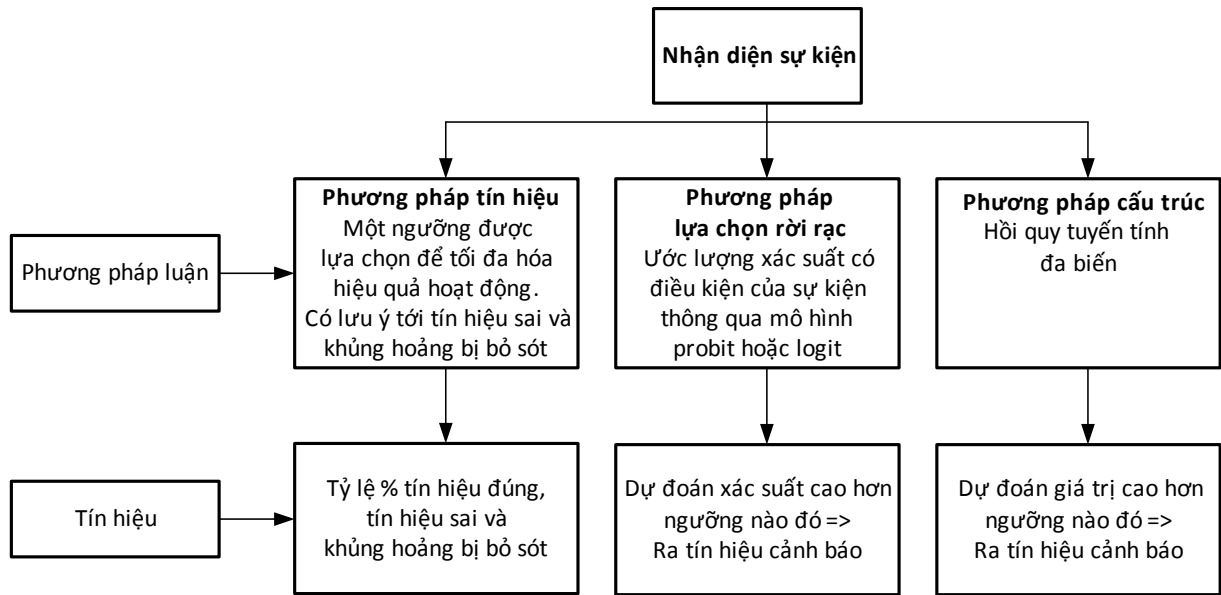 Nhận diện sự kiện
Phương pháp luận
Phương pháp tín hiệu
Một ngưỡng được
lựa chọn để tối đa hóa
hiệu quả hoạt động.
Có lưu ý tới tín hiệu sai và
khủng hoảng bị bỏ sót
Phương pháp
lựa chọn rời rạc
Ước lượng xác suất có
điều kiện của sự kiện
thông qua mô hình
probit hoặc logit
Phương pháp cấu trúc
Hồi quy tuyến tính
đa biến
Tín hiệu
Tỷ lệ % tín hiệu đúng,
tín hiệu sai và
khủng hoảng bị bỏ sót
Dự đoán xác suất cao hơn
ngưỡng nào đó =>
Ra tín hiệu cảnh báo
Dự đoán giá trị cao hơn
ngưỡng nào đó =>
Ra tín hiệu cảnh báo